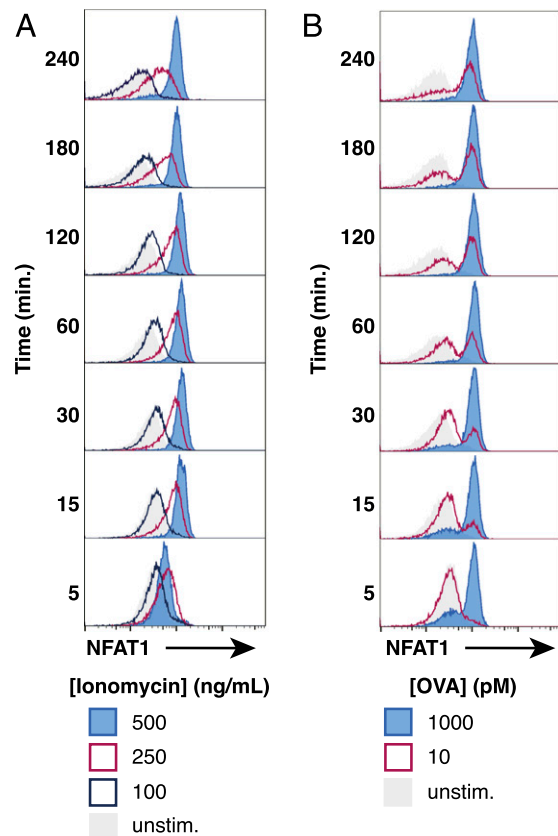 A
B
240
180
120
60
30
15
5
Time (min.)
NFAT1
[Ionomycin] (ng/mL)
500
250
100
unstim.
240
180
120
60
30
15
5
Time (min.)
NFAT1
[OVA] (pM)
1000
10
unstim.